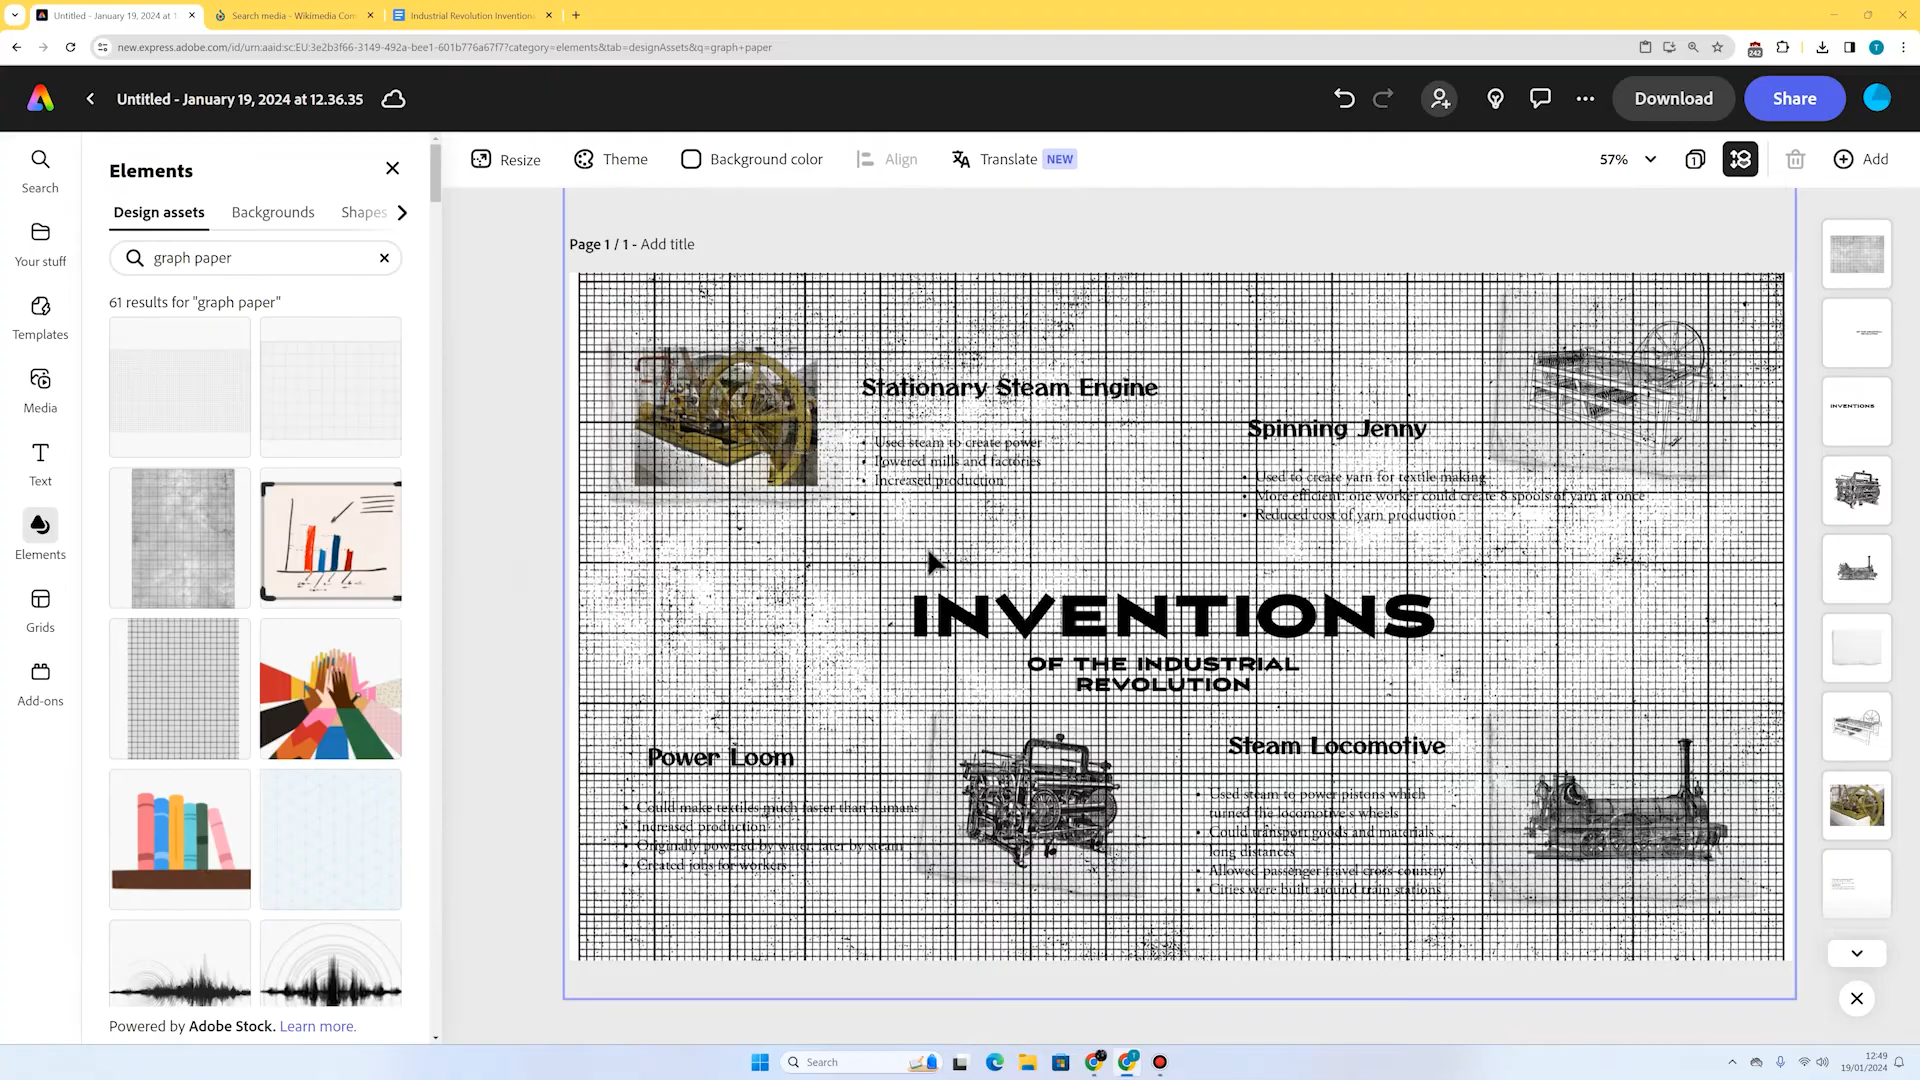 Untitled - January 19, 2024 at 1
Search media - Wikimedia Com
Industrial Revolution Invention
new.express.adobe.com/id/urn:aaid:sc:EU:3e2b3f66-3149-492a-bee1-601b776a67f7?category=elements&tab=designAssets&q=graph+paper
242
T
Untitled - January 19, 2024 at 12.36.35
Download
Share
Search
Your stuff
Templates
Media
Text
Elements
Grids
Add-ons
Elements
Design assets
Backgrounds
Shapes
graph paper
61 results for "graph paper"
Powered by Adobe Stock. Learn more.
Resize
Theme
Background color
Align
Translate
NEW
57%
1
Add
Page 1 / 1 - Add title
Stationary Steam Engine
• Used steam to create power
• Powered mills and factories
• Increased production
Spinning Jenny
• Used to create yarn for textile making
• More efficient: one worker could create 8 spools of yarn at once
• Reduced cost of yarn production
INVENTIONS
OF THE INDUSTRIAL
REVOLUTION
Power Loom
• Could make textiles much faster than humans
• Increased production
• Originally powered by water, later by steam
• Created jobs for workers
Steam Locomotive
• Used steam to power pistons which
turned the locomotive's wheels
• Could transport goods and materials
long distances
• Allowed passenger travel cross-country
• Cities were built around train stations
INVENTIONS
Search
T
12:49
19/01/2024